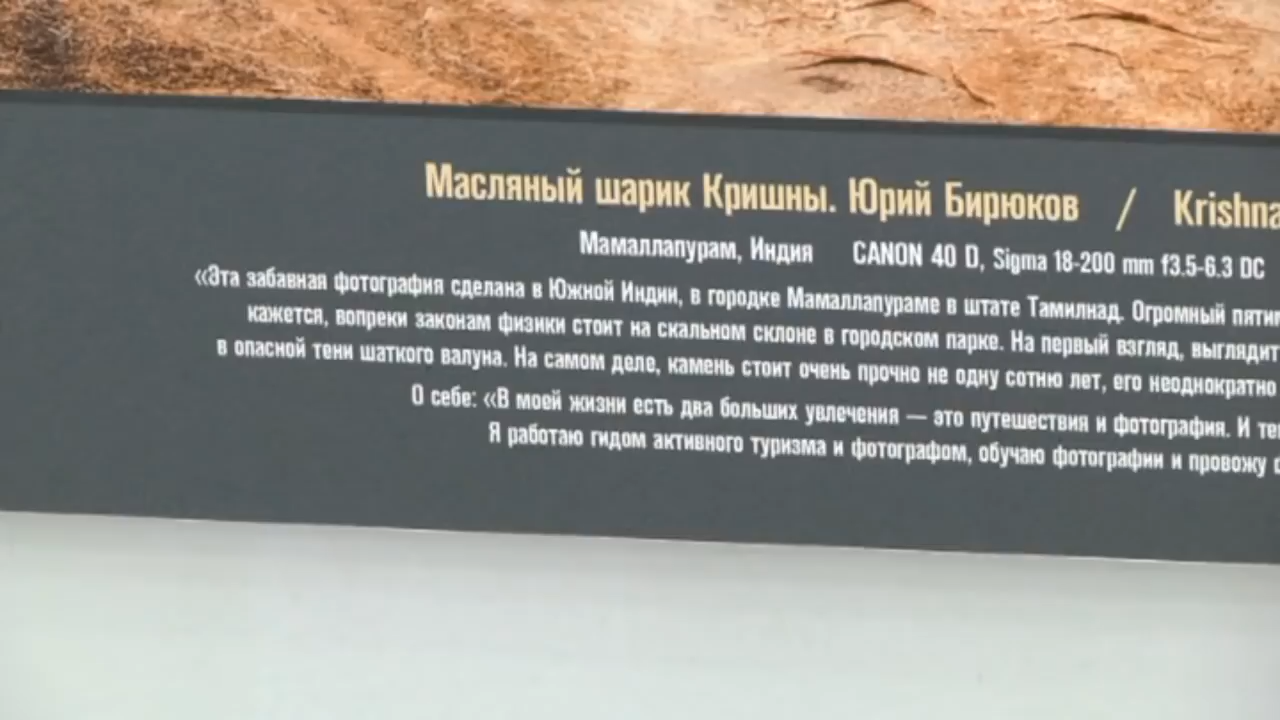 Масляный шарик Кришны. Юрий Бирюков / Krishna
Мамаллапурам, Индия CANON 40 D, Sigma 18-200 mm f3.5-6.3 DC
«Эта забавная фотография сделана в Южной Индии, в городке Мамаллапураме в штате Тамилнад. Огромный
кажется, вопреки законам физики стоит на скальном склоне в городском парке. На первый взгляд, выглядит
в опасной тени шаткого валуна. На самом деле, камень стоит очень прочно не одну сотню лет, его неоднократно
О себе: «В моей жизни есть два больших увлечения — это путешествия и фотография. И
Я работаю гидом активного туризма и фотографом, обучаю фотографии и провожу